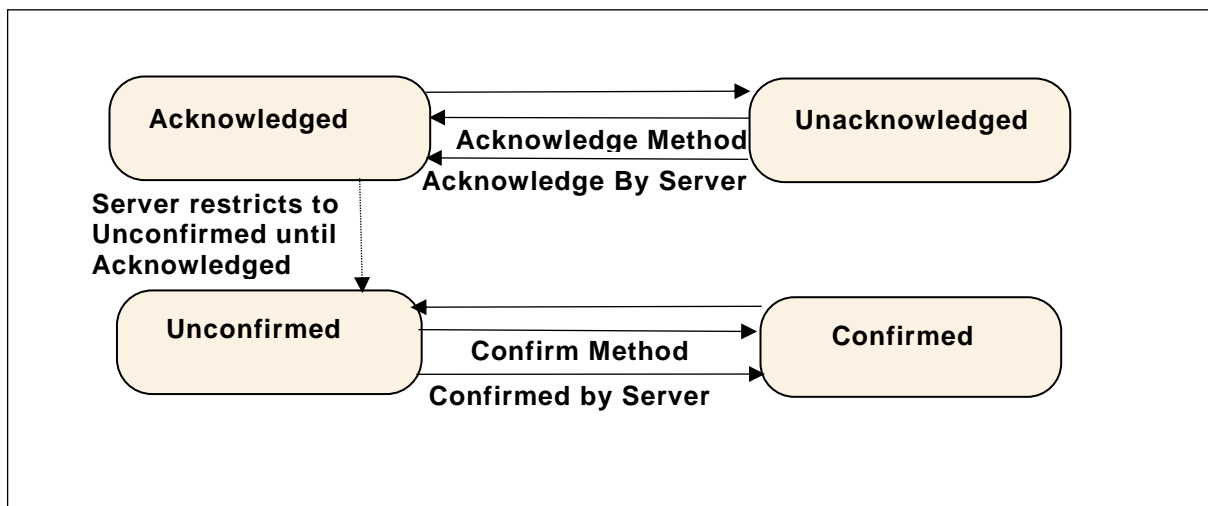 Acknowledged
Unacknowledged
Acknowledge Method
Acknowledge By Server
Server restricts to
Unconfirmed until
Acknowledged
Unconfirmed
Confirmed
Confirm Method
Confirmed by Server